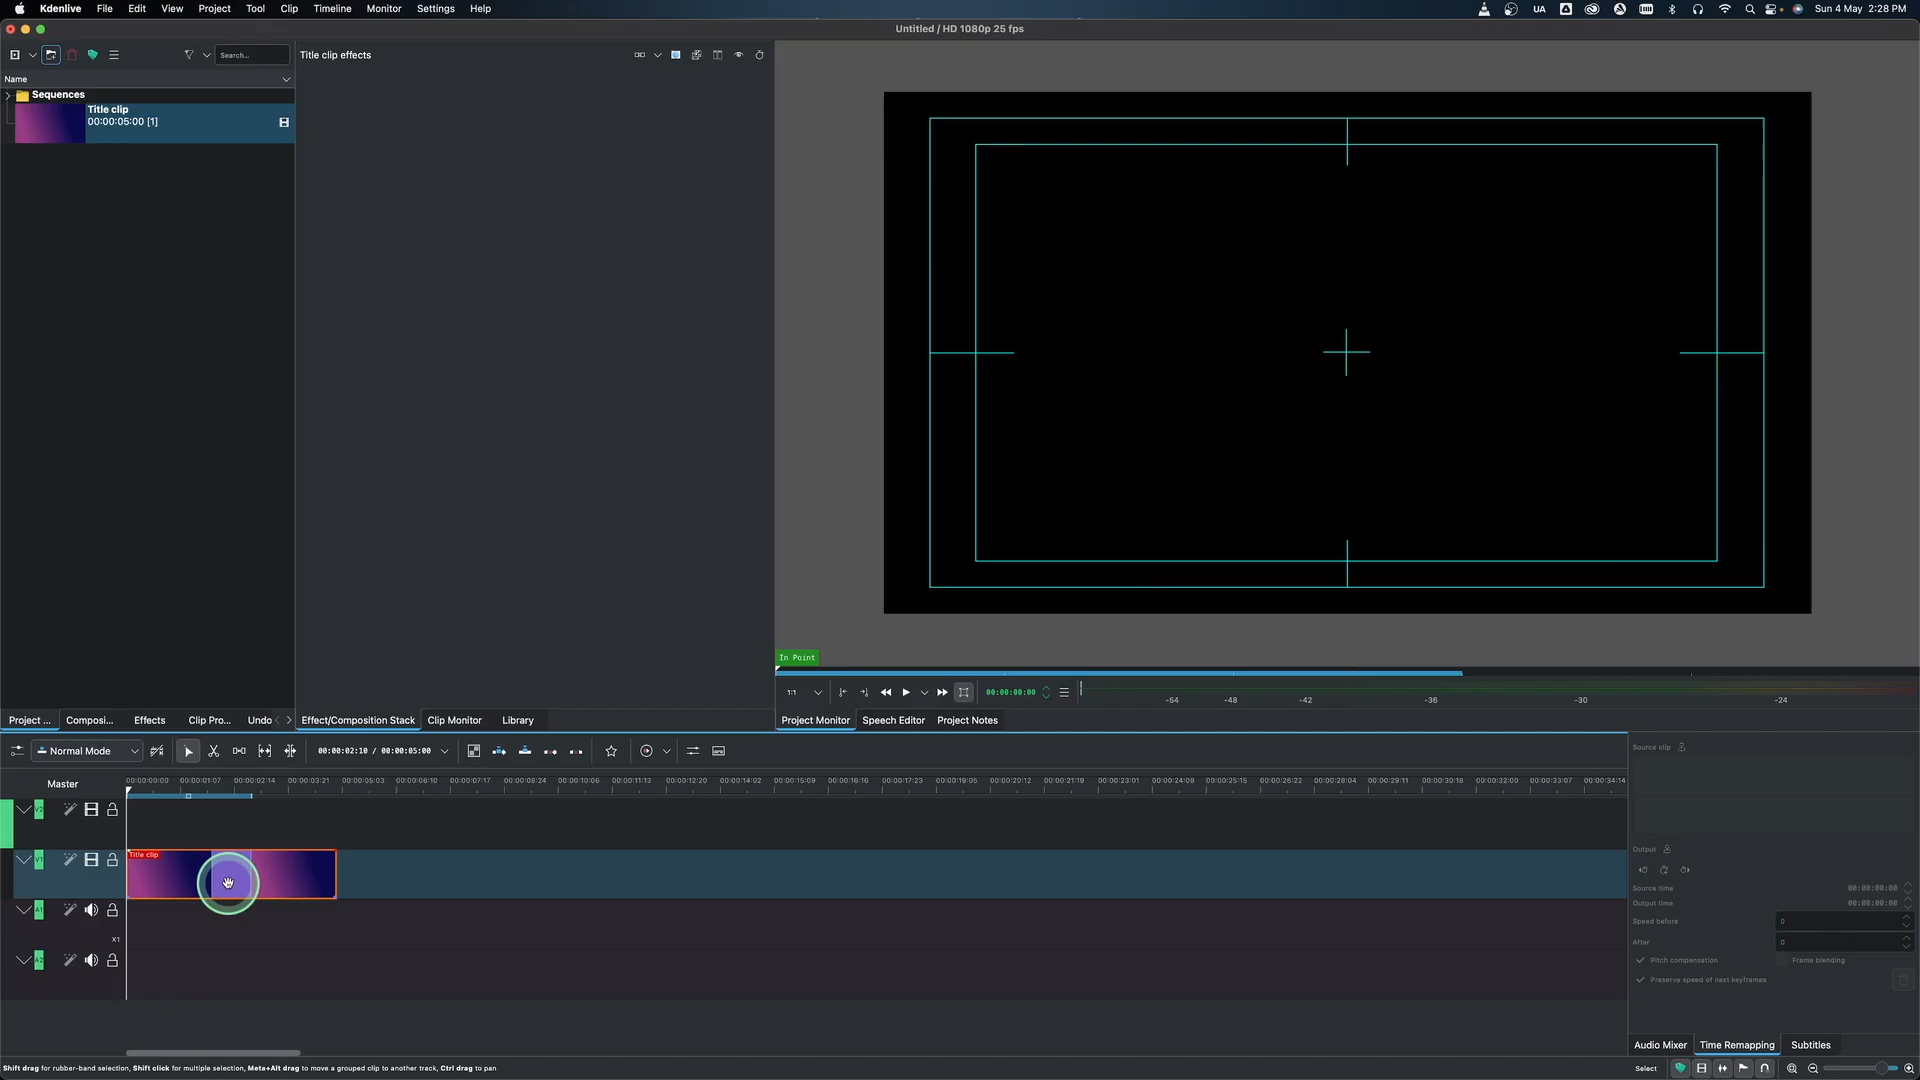 Kdenlive File Edit View Project Tool Clip Timeline Monitor Settings Help UA Sun 4 May 2:28 PM
Untitled / HD 1080p 25 fps
Search...
Title clip effects
Name
Sequences
Title clip
00:00:05:00 [1]
In Point
1:1
00:00:00:00
-54 -48 -42 -36 -30 -24
Project ... Composi... Effects Clip Pro... Undo Effect/Composition Stack Clip Monitor Library Project Monitor Speech Editor Project Notes
Normal Mode 00:00:02:10 / 00:00:05:00
Source clip
Master
00:00:00:00 00:00:01:07 00:00:02:14 00:00:03:21 00:00:05:03 00:00:06:10 00:00:07:17 00:00:08:24 00:00:10:06 00:00:11:13 00:00:12:20 00:00:14:02 00:00:15:09 00:00:16:16 00:00:17:23 00:00:19:05 00:00:20:12 00:00:21:19 00:00:23:01 00:00:24:08 00:00:25:15 00:00:26:22 00:00:28:04 00:00:29:11 00:00:30:18 00:00:32:00 00:00:33:07 00:00:34:14
V2
V1
Title clip
Output
Source time 00:00:00:00
Output time 00:00:00:00
A1
Speed before 0
X1
After 0
A2
Pitch compensation Frame blending
Preserve speed of next keyframes
Audio Mixer Time Remapping Subtitles
Shift drag for rubber-band selection, Shift click for multiple selection, Meta+Alt drag to move a grouped clip to another track, Ctrl drag to pan
Select